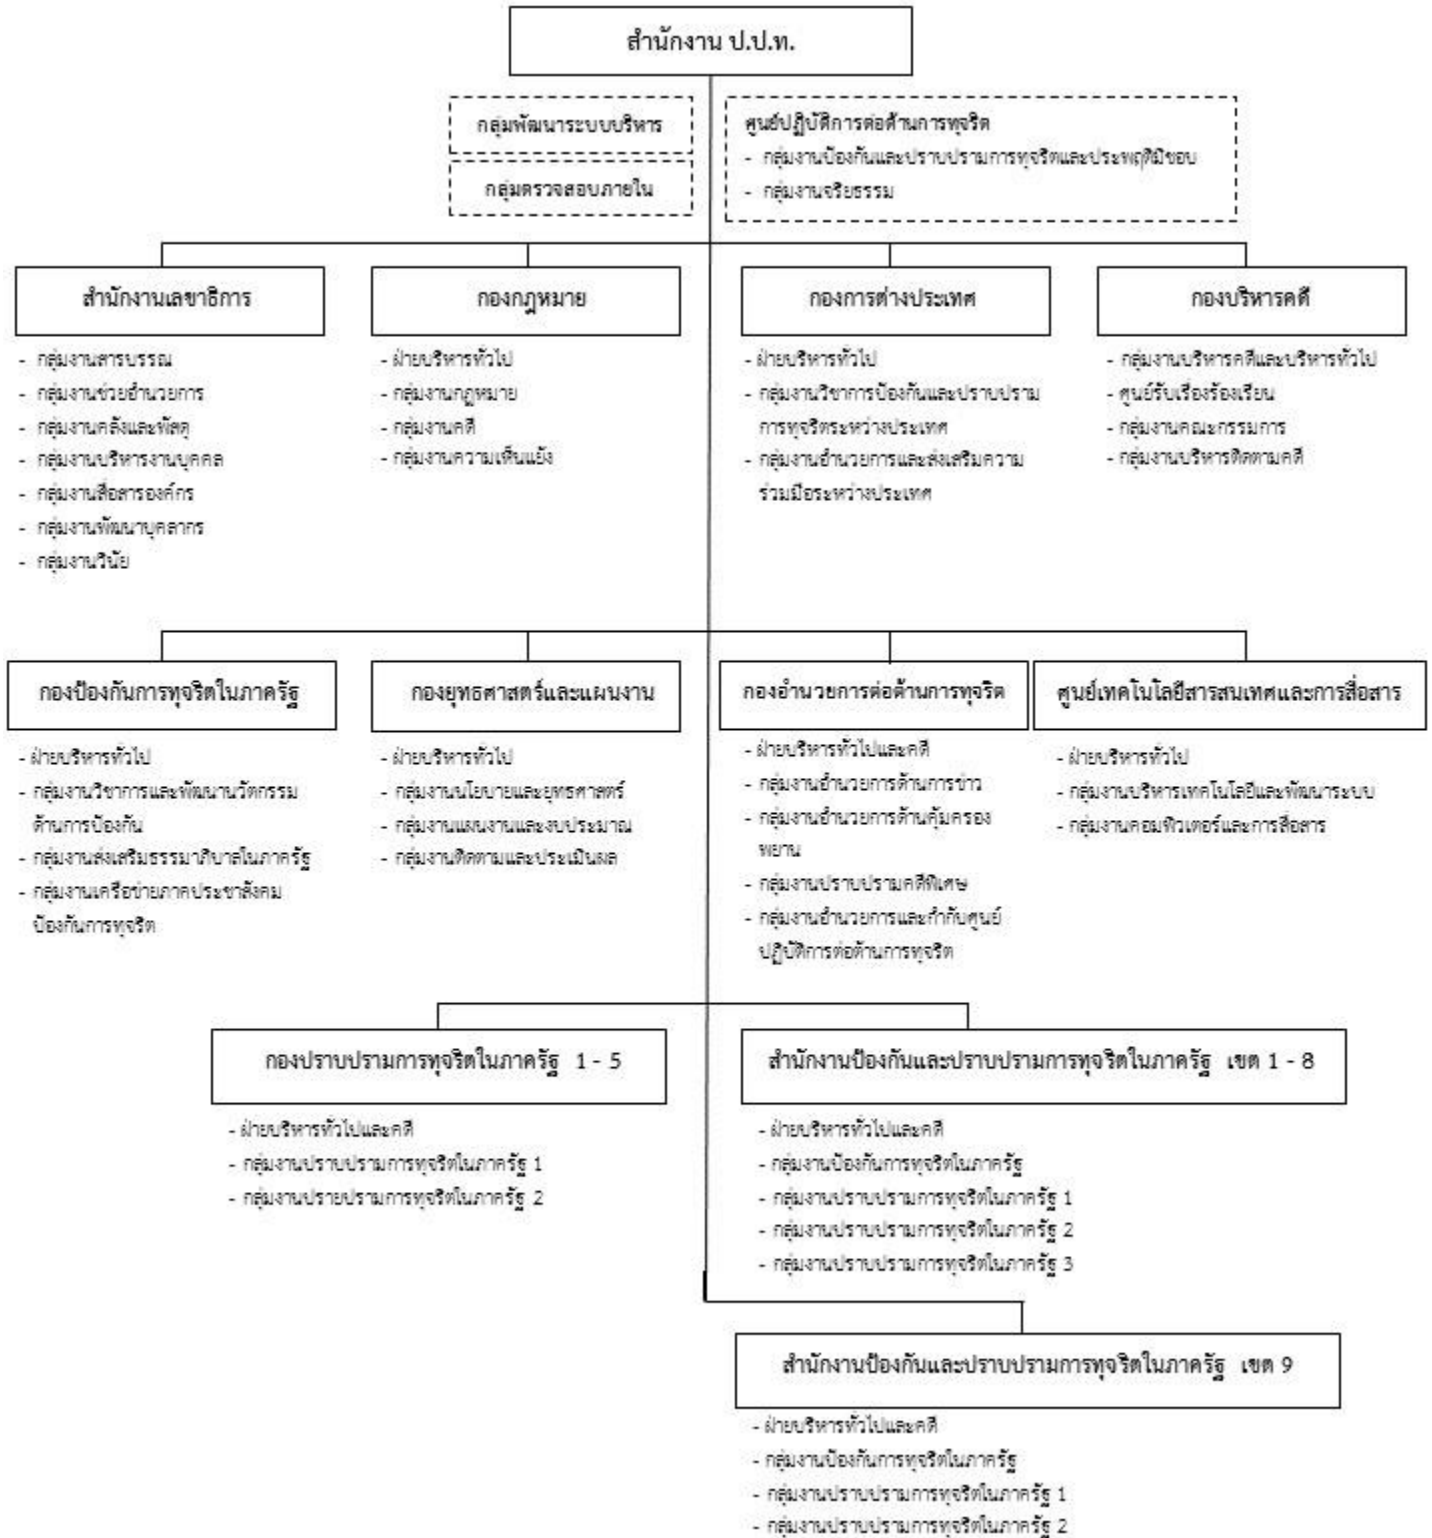 สำนักงาน ป.ป.ท.
กลุ่มพัฒนาระบบบริหาร
กลุ่มตรวจสอบภายใน
ศูนย์ปฏิบัติการต่อต้านการทุจริต
- กลุ่มงานป้องกันและปราบปรามการทุจริตและประพฤติมิชอบ
- กลุ่มงานจริยธรรม
สำนักงานเลขาธิการ
- กลุ่มงานสารบรรณ
- กลุ่มงานช่วยอำนวยการ
- กลุ่มงานคลังและพัสดุ
- กลุ่มงานบริหารงานบุคคล
- กลุ่มงานสื่อสารองค์กร
- กลุ่มงานพัฒนาบุคลากร
- กลุ่มงานวินัย
กองกฎหมาย
- ฝ่ายบริหารทั่วไป
- กลุ่มงานกฎหมาย
- กลุ่มงานคดี
- กลุ่มงานความเห็นแย้ง
กองการต่างประเทศ
- ฝ่ายบริหารทั่วไป
- กลุ่มงานวิชาการป้องกันและปราบปราม
การทุจริตระหว่างประเทศ
- กลุ่มงานอำนวยการและส่งเสริมความ
ร่วมมือระหว่างประเทศ
กองบริหารคดี
- กลุ่มงานบริหารคดีและบริหารทั่วไป
- ศูนย์รับเรื่องร้องเรียน
- กลุ่มงานคณะกรรมการ
- กลุ่มงานบริหารติดตามคดี
กองป้องกันการทุจริตในภาครัฐ
- ฝ่ายบริหารทั่วไป
- กลุ่มงานวิชาการและพัฒนานวัตกรรม
ด้านการป้องกัน
- กลุ่มงานส่งเสริมธรรมาภิบาลในภาครัฐ
- กลุ่มงานเครือข่ายภาคประชาสังคม
ป้องกันการทุจริต
กองยุทธศาสตร์และแผนงาน
- ฝ่ายบริหารทั่วไป
- กลุ่มงานนโยบายและยุทธศาสตร์
- กลุ่มงานแผนงานและงบประมาณ
- กลุ่มงานติดตามและประเมินผล
กองอำนวยการต่อต้านการทุจริต
- ฝ่ายบริหารทั่วไปและคดี
- กลุ่มงานอำนวยการด้านการข่าว
- กลุ่มงานอำนวยการด้านคุ้มครอง
พยาน
- กลุ่มงานปราบปรามคดีพิเศษ
- กลุ่มงานอำนวยการและกำกับศูนย์
ปฏิบัติการต่อต้านการทุจริต
ศูนย์เทคโนโลยีสารสนเทศและการสื่อสาร
- ฝ่ายบริหารทั่วไป
- กลุ่มงานบริหารเทคโนโลยีและพัฒนาระบบ
- กลุ่มงานคอมพิวเตอร์และการสื่อสาร
กองปราบปรามการทุจริตในภาครัฐ 1 - 5
- ฝ่ายบริหารทั่วไปและคดี
- กลุ่มงานปราบปรามการทุจริตในภาครัฐ 1
- กลุ่มงานปรายปรามการทุจริตในภาครัฐ 2
สำนักงานป้องกันและปราบปรามการทุจริตในภาครัฐ เขต 1 - 8
- ฝ่ายบริหารทั่วไปและคดี
- กลุ่มงานป้องกันการทุจริตในภาครัฐ
- กลุ่มงานปราบปรามการทุจริตในภาครัฐ 1
- กลุ่มงานปราบปรามการทุจริตในภาครัฐ 2
- กลุ่มงานปราบปรามการทุจริตในภาครัฐ 3
สำนักงานป้องกันและปราบปรามการทุจริตในภาครัฐ เขต 9
- ฝ่ายบริหารทั่วไปและคดี
- กลุ่มงานป้องกันการทุจริตในภาครัฐ
- กลุ่มงานปราบปรามการทุจริตในภาครัฐ 1
- กลุ่มงานปราบปรามการทุจริตในภาครัฐ 2